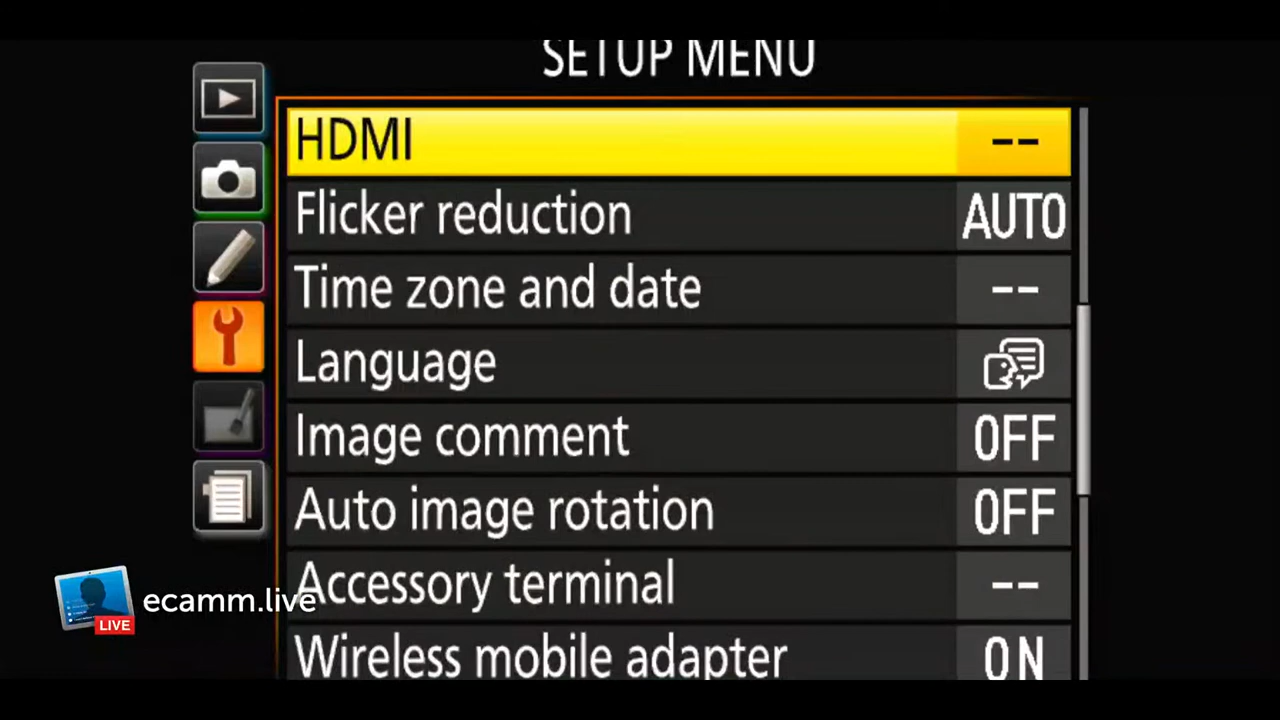 SETUP MENU
HDMI --
Flicker reduction AUTO
Time zone and date --
Language
Image comment OFF
Auto image rotation OFF
Accessory terminal --
ecamm.live
LIVE
Wireless mobile adapter ON